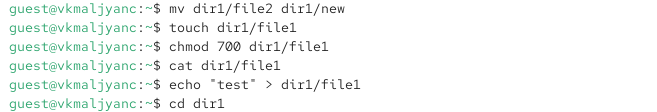 guest@vkmaljyanc:~$ mv dir1/file2 dir1/new
guest@vkmaljyanc:~$ touch dir1/file1
guest@vkmaljyanc:~$ chmod 700 dir1/file1
guest@vkmaljyanc:~$ cat dir1/file1
guest@vkmaljyanc:~$ echo "test" > dir1/file1
guest@vkmaljyanc:~$ cd dir1